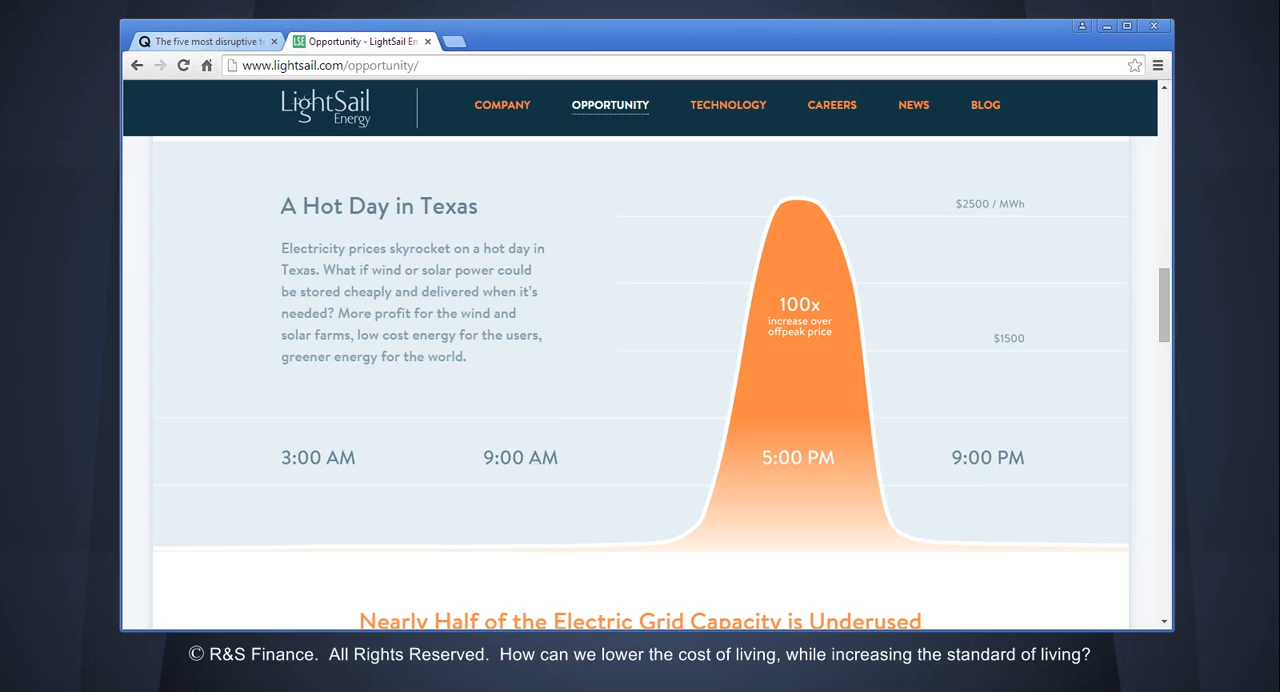 The five most disruptive t
Opportunity - LightSail En
www.lightsail.com/opportunity/
LightSail
Energy
COMPANY
OPPORTUNITY
TECHNOLOGY
CAREERS
NEWS
BLOG
A Hot Day in Texas
Electricity prices skyrocket on a hot day in
Texas. What if wind or solar power could
be stored cheaply and delivered when it's
needed? More profit for the wind and
solar farms, low cost energy for the users,
greener energy for the world.
$2500 / MWh
100x
increase over
offpeak price
$1500
3:00 AM
9:00 AM
5:00 PM
9:00 PM
Nearly Half of the Electric Grid Capacity is Underused
© R&S Finance.  All Rights Reserved.  How can we lower the cost of living, while increasing the standard of living?